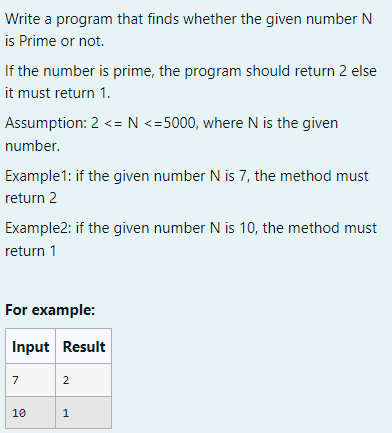 Write a program that finds whether the given number N
is Prime or not.
If the number is prime, the program should return 2 else
it must return 1.
Assumption: 2 <= N <=5000, where N is the given
number.
Example1: if the given number N is 7, the method must
return 2
Example2: if the given number N is 10, the method must
return 1
For example:
Input Result
7 2
10 1